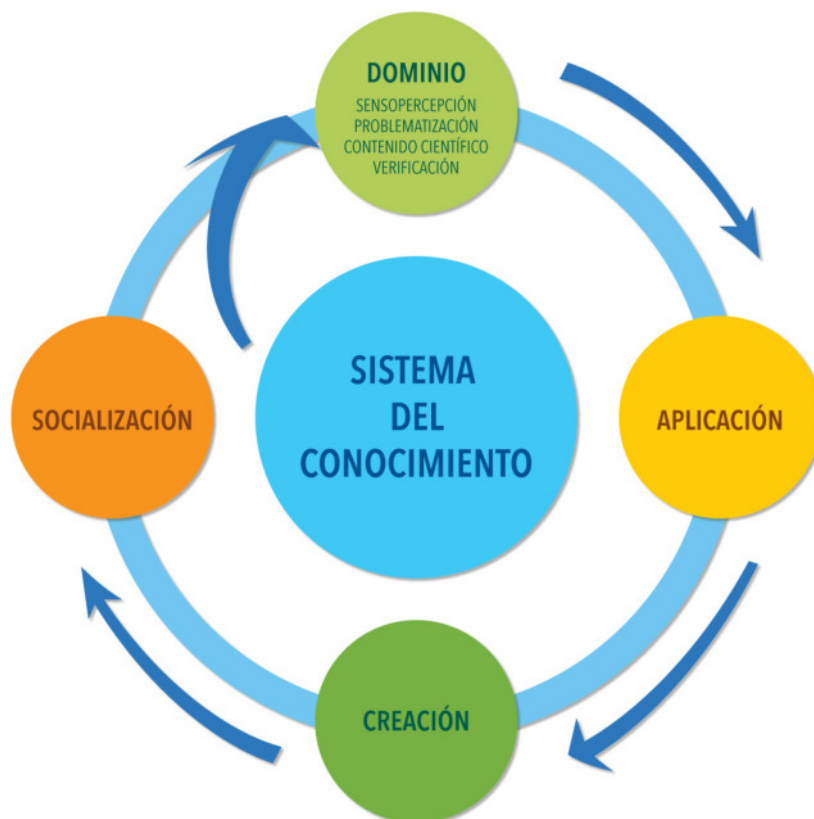 DOMINIO
SENSOPERCEPCIÓN
PROBLEMATIZACIÓN
CONTENIDO CIENTÍFICO
VERIFICACIÓN
SISTEMA
DEL
CONOCIMIENTO
SOCIALIZACIÓN
APLICACIÓN
CREACIÓN